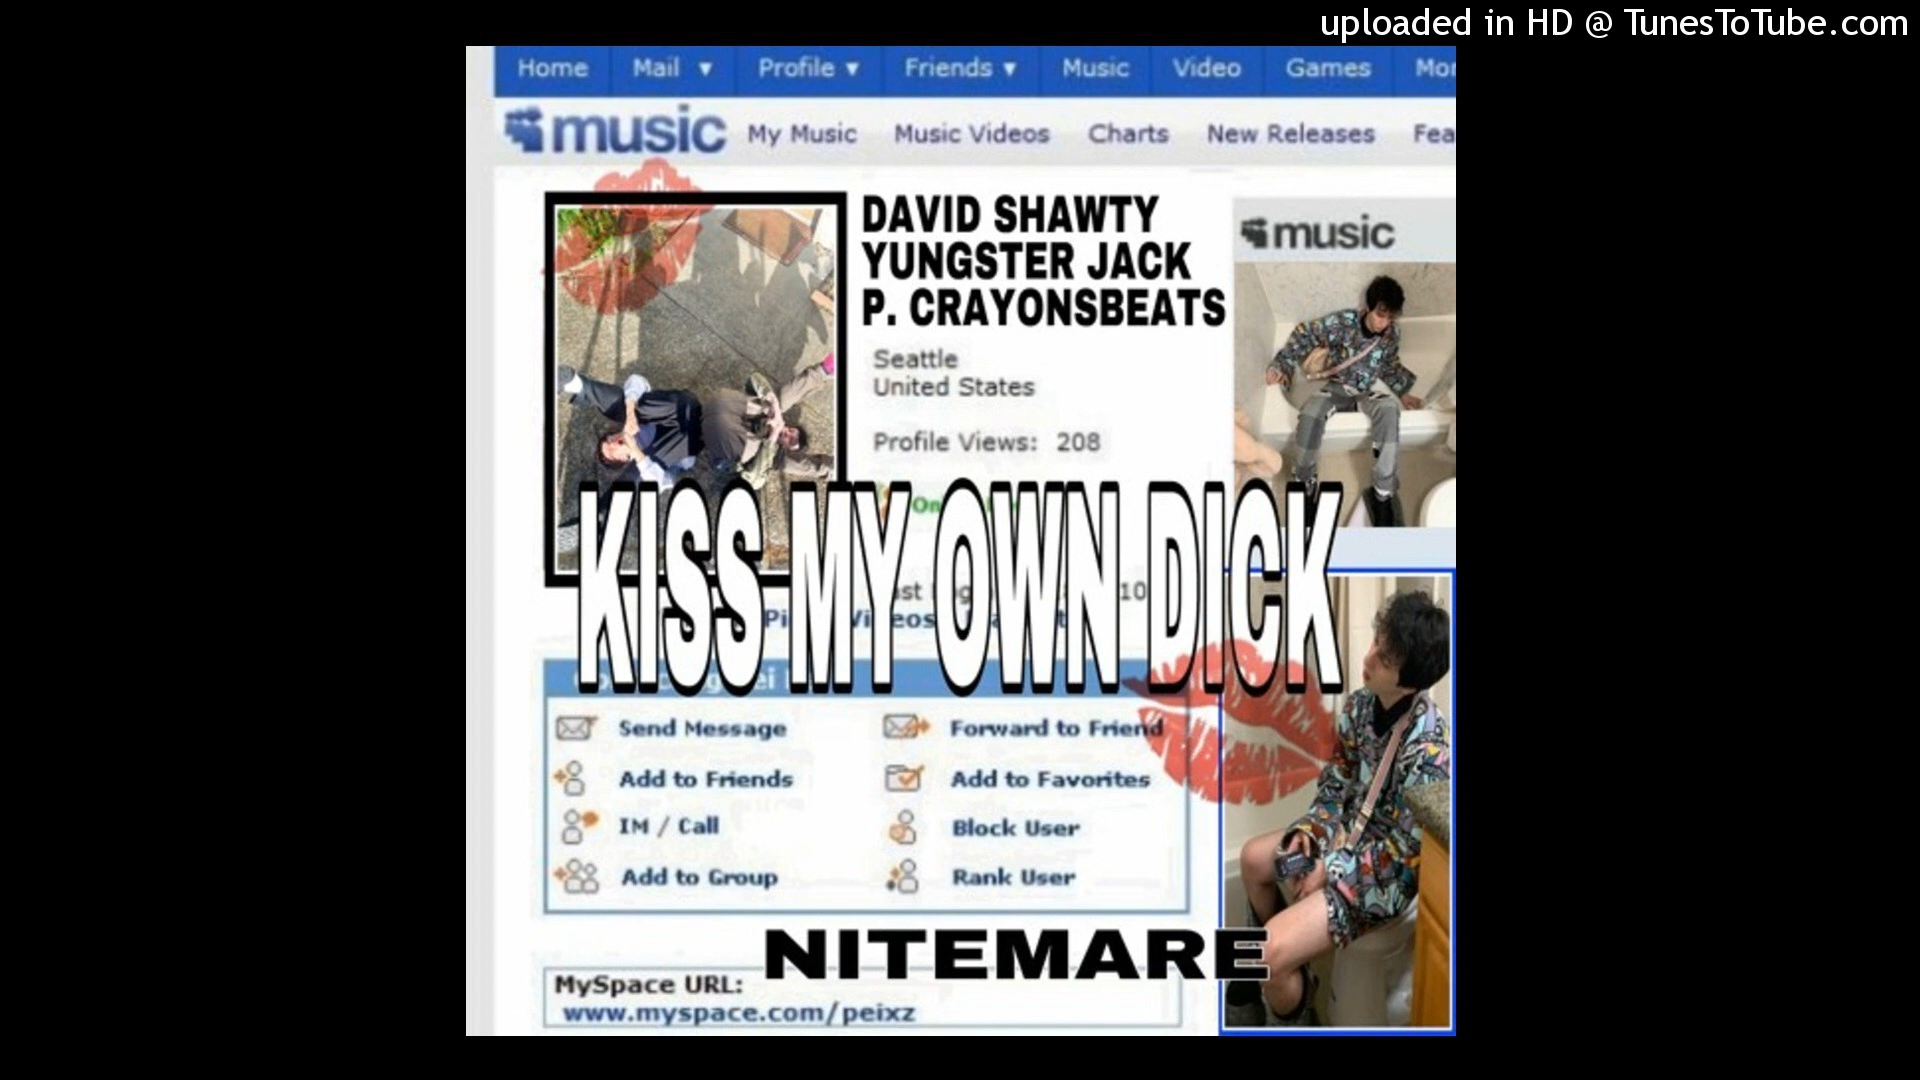 uploaded in HD @ TunesToTube.com
Home Mail ▼ Profile ▼ Friends ▼ Music Video Games
music My Music Music Videos Charts New Releases
DAVID SHAWTY
YUNGSTER JACK
P. CRAYONSBEATS
music
Seattle
United States
Profile Views: 208
KISS MY OWN DICK
Send Message Forward to Friend
Add to Friends Add to Favorites
IM / Call Block User
Add to Group Rank User
NITEMARE
MySpace URL:
www.myspace.com/peixz